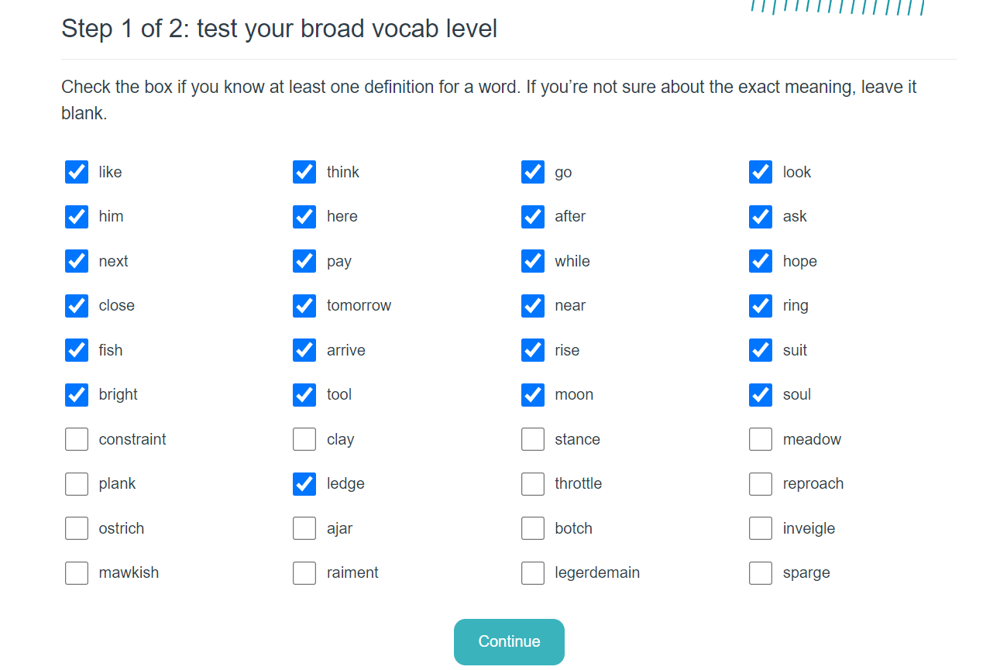 Step 1 of 2: test your broad vocab level
Check the box if you know at least one definition for a word. If you’re not sure about the exact meaning, leave it
blank.
like think go look
him here after ask
next pay while hope
close tomorrow near ring
fish arrive rise suit
bright tool moon soul
constraint clay stance meadow
plank ledge throttle reproach
ostrich ajar botch inveigle
mawkish raiment legerdemain sparge
Continue